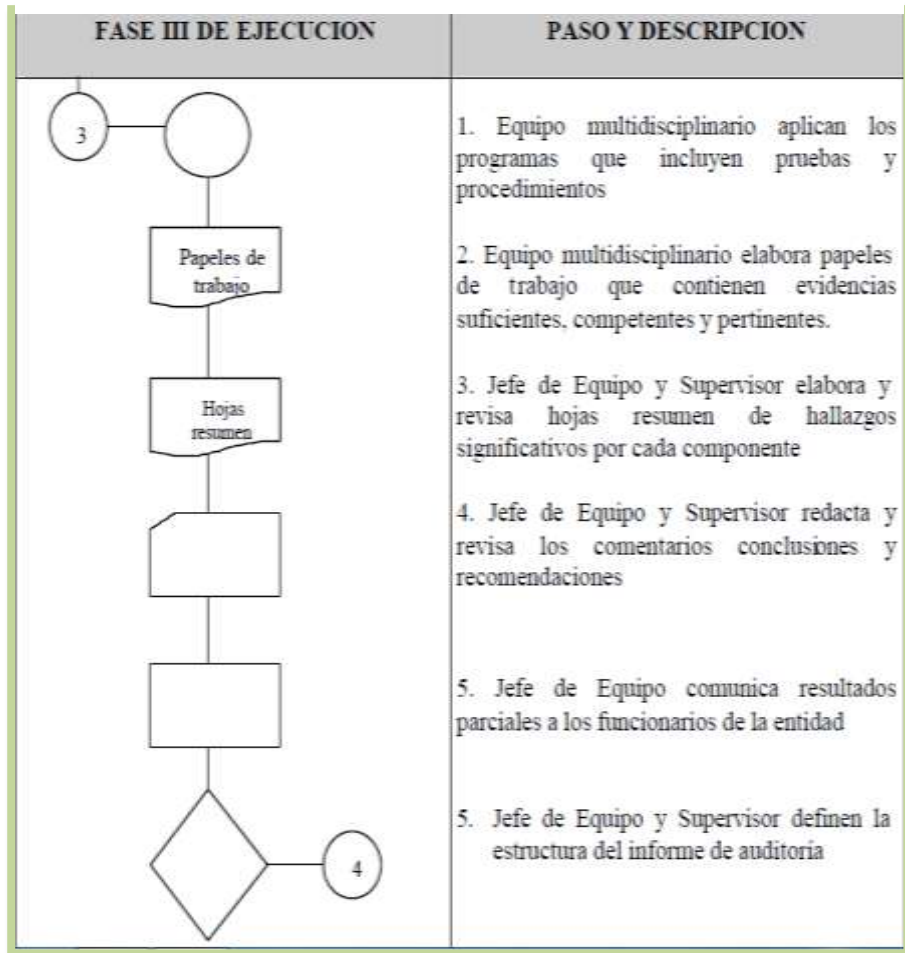 FASE III DE EJECUCION
PASO Y DESCRIPCION
3
1. Equipo multidisciplinario aplican los
programas que incluyen pruebas y
procedimientos
Papeles de
trabajo
2. Equipo multidisciplinario elabora papeles
de trabajo que contienen evidencias
suficientes, competentes y pertinentes.
Hojas
resumen
3. Jefe de Equipo y Supervisor elabora y
revisa hojas resumen de hallazgos
significativos por cada componente
4. Jefe de Equipo y Supervisor redacta y
revisa los comentarios conclusiones y
recomendaciones
5. Jefe de Equipo comunica resultados
parciales a los funcionarios de la entidad
5. Jefe de Equipo y Supervisor definen la
estructura del informe de auditoría
4